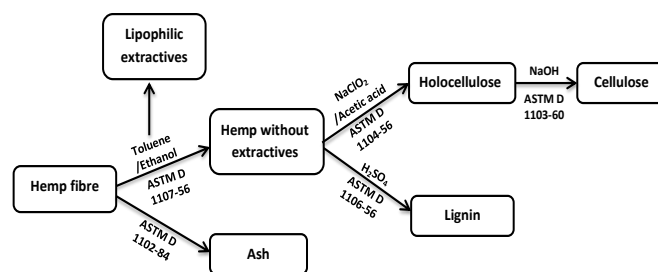 Lipophilic
extractives
Toluene
/Ethanol
ASTM D
1107-56
Hemp fibre
ASTM D
1102-84
Ash
Hemp without
extractives
NaClO₂
/Acetic acid
ASTM D
1104-56
H₂SO₄
ASTM D
1106-56
Lignin
Holocellulose
NaOH
ASTM D
1103-60
Cellulose